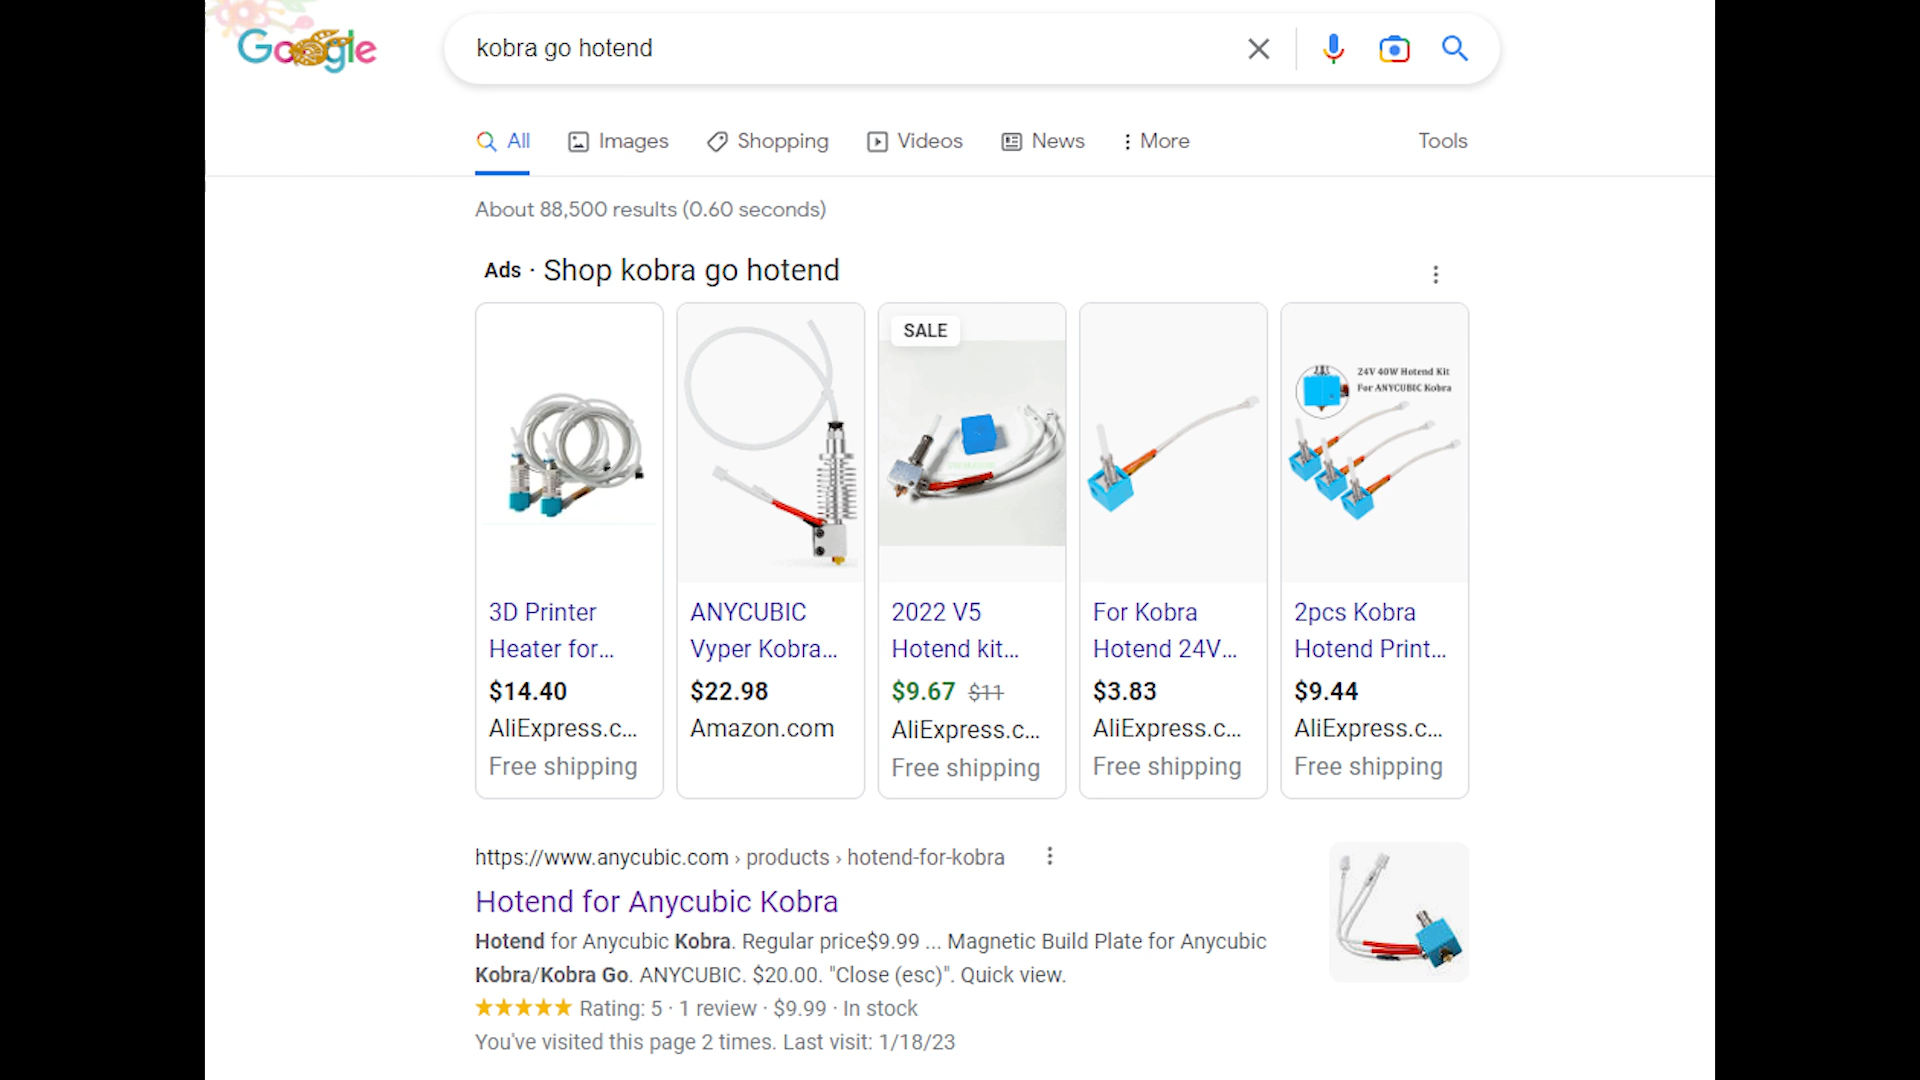 Google
kobra go hotend
All
Images
Shopping
Videos
News
More
Tools
About 88,500 results (0.60 seconds)
Ads · Shop kobra go hotend
SALE
24V 40W Hotend Kit
For ANYCUBIC Kobra
3D Printer
Heater for...
$14.40
AliExpress.c...
Free shipping
ANYCUBIC
Vyper Kobra...
$22.98
Amazon.com
2022 V5
Hotend kit...
$9.67 $11
AliExpress.c...
Free shipping
For Kobra
Hotend 24V...
$3.83
AliExpress.c...
Free shipping
2pcs Kobra
Hotend Print...
$9.44
AliExpress.c...
Free shipping
https://www.anycubic.com › products › hotend-for-kobra
Hotend for Anycubic Kobra
Hotend for Anycubic Kobra. Regular price$9.99 ... Magnetic Build Plate for Anycubic
Kobra/Kobra Go. ANYCUBIC. $20.00. "Close (esc)". Quick view.
Rating: 5 · 1 review · $9.99 · In stock
You've visited this page 2 times. Last visit: 1/18/23